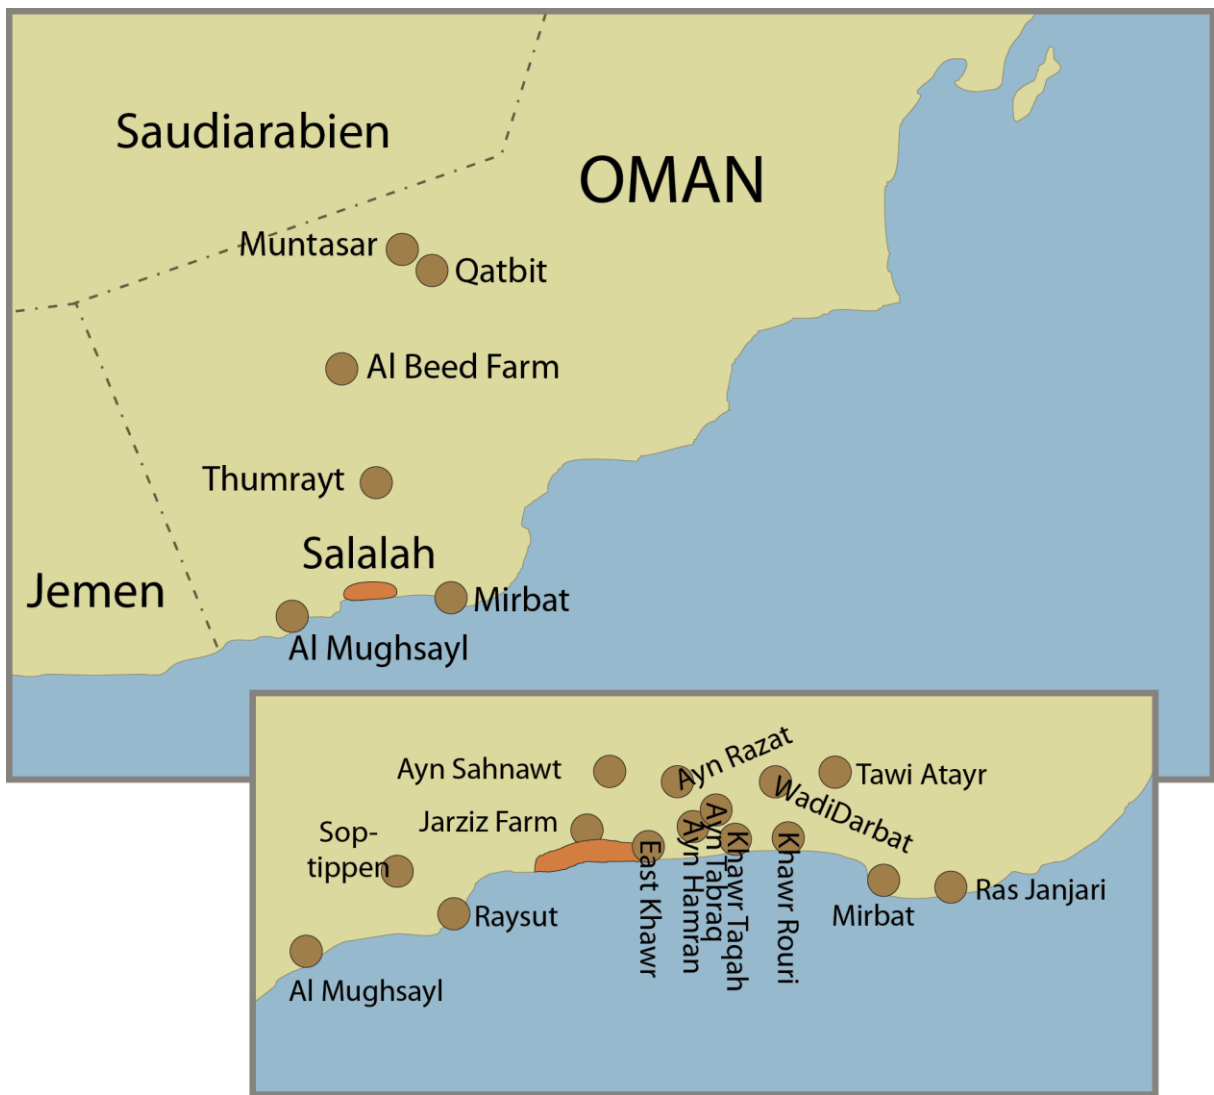 Saudiarabien
OMAN
Muntasar
Qatbit
Al Beed Farm
Thumrayt
Salalah
Jemen
Mirbat
Al Mughsayl
Ayn Razat
Ayn Sahnawt
Tawi Atayr
WadiDarbat
Jarziz Farm
Sop-
tippen
East Khawr
Ayn Hamran
Ayn Tabraq
Khawr Taqah
Khawr Rouri
Ras Janjari
Mirbat
Raysut
Al Mughsayl